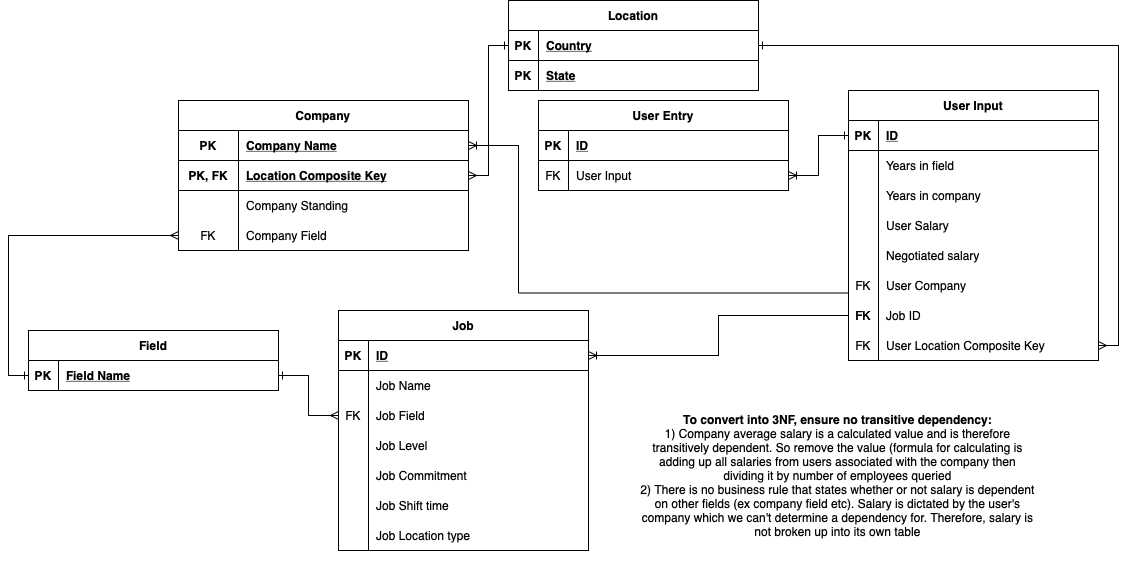 Location
PK Country
PK State
Company
PK Company Name
PK, FK Location Composite Key
Company Standing
FK Company Field
User Entry
PK ID
FK User Input
User Input
PK ID
Years in field
Years in company
User Salary
Negotiated salary
FK User Company
FK Job ID
FK User Location Composite Key
Field
PK Field Name
Job
PK ID
Job Name
FK Job Field
Job Level
Job Commitment
Job Shift time
Job Location type
To convert into 3NF, ensure no transitive dependency:
1) Company average salary is a calculated value and is therefore
transitively dependent. So remove the value (formula for calculating is
adding up all salaries from users associated with the company then
dividing it by number of employees queried
2) There is no business rule that states whether or not salary is dependent
on other fields (ex company field etc). Salary is dictated by the user's
company which we can't determine a dependency for. Therefore, salary is
not broken up into its own table